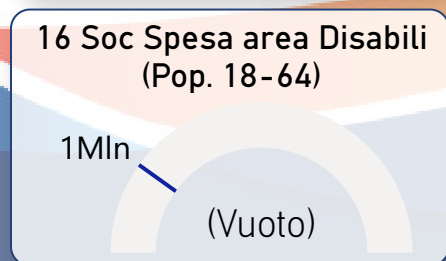 16 Soc Spesa area Disabili
(Pop. 18-64)
1Mln
(Vuoto)